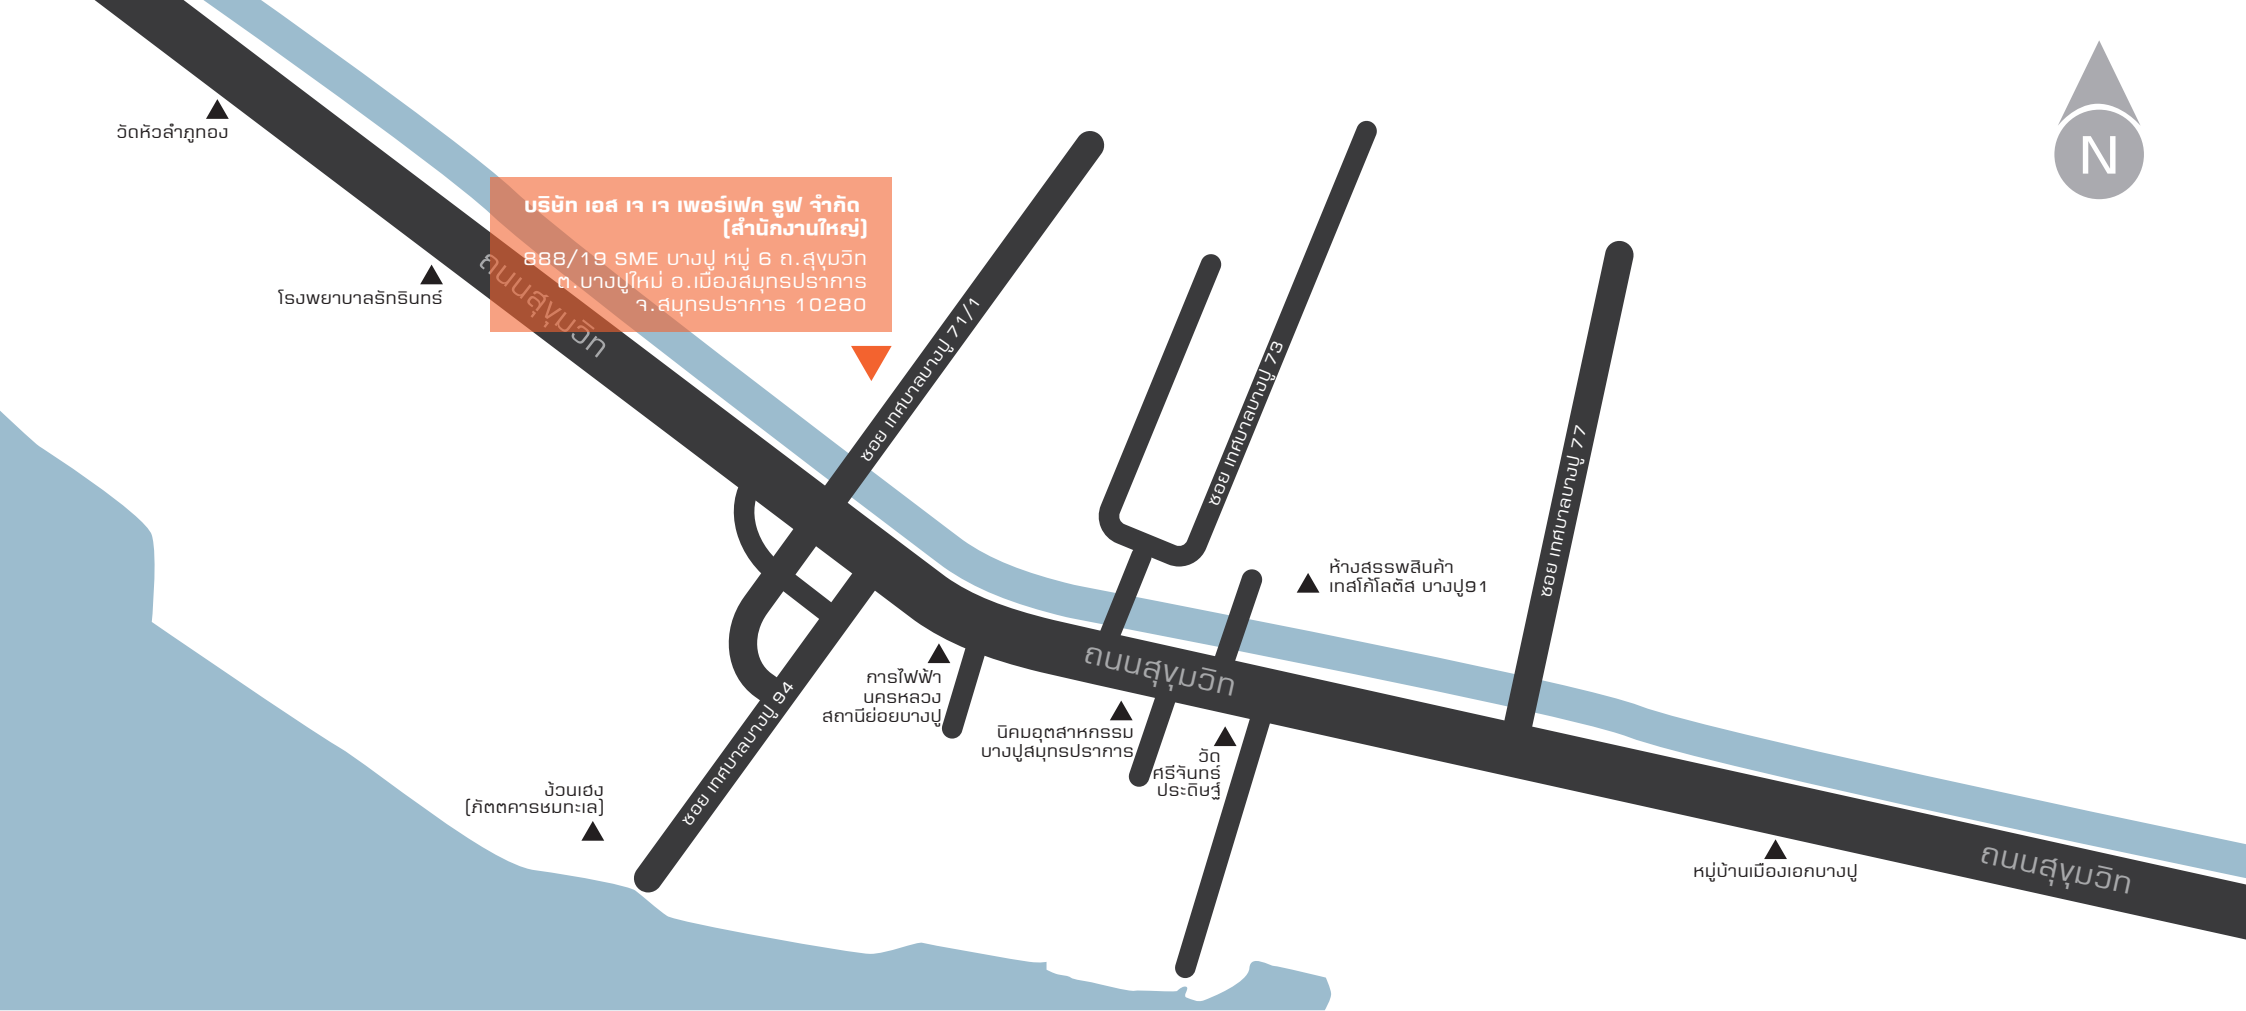 N
วัดหัวลำภูทอง
บริษัท เอส เจ เจ เพอร์เฟค รูฟ จำกัด
(สำนักงานใหญ่)
888/19 SME บางปู หมู่ 6 ถ.สุขุมวิท
ต.บางปูใหม่ อ.เมืองสมุทรปราการ
จ.สมุทรปราการ 10280
โรงพยาบาลรัทรินทร์
ถนนสุขุมวิท
ซอย เทศบาลบางปู 71/1
ซอย เทศบาลบางปู 73
ซอย เทศบาลบางปู 77
ห้างสรรพสินค้า
เทสโก้โลตัส บางปู91
ถนนสุขุมวิท
การไฟฟ้า
นครหลวง
สถานีย่อยบางปู
ซอย เทศบาลบางปู 94
นิคมอุตสาหกรรม
บางปูสมุทรปราการ
วัด
ศรีจันทร์
ประดิษฐ์
ง้วนเฮง
(ภัตตคารชมทะเล)
หมู่บ้านเมืองเอกบางปู
ถนนสุขุมวิท